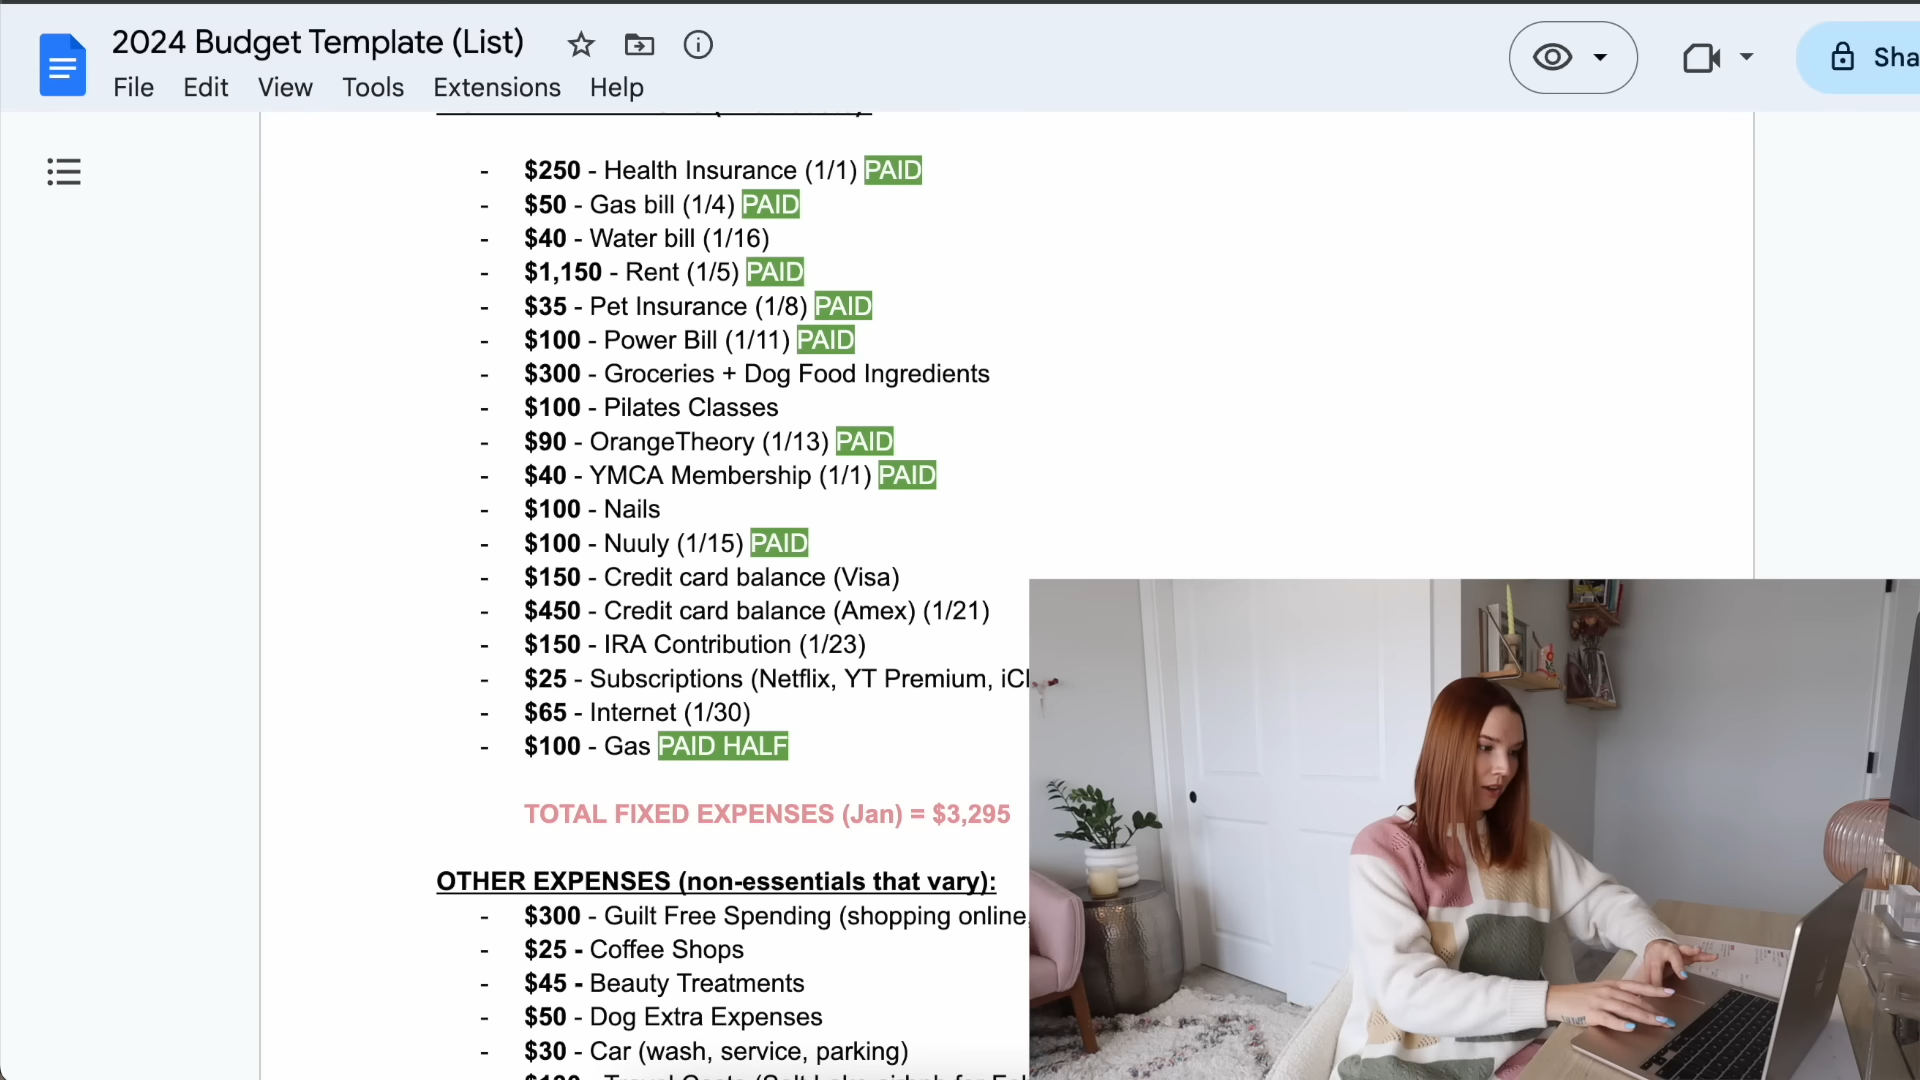 2024 Budget Template (List)
Sha
File Edit View Tools Extensions Help
- $250 - Health Insurance (1/1) PAID
- $50 - Gas bill (1/4) PAID
- $40 - Water bill (1/16)
- $1,150 - Rent (1/5) PAID
- $35 - Pet Insurance (1/8) PAID
- $100 - Power Bill (1/11) PAID
- $300 - Groceries + Dog Food Ingredients
- $100 - Pilates Classes
- $90 - OrangeTheory (1/13) PAID
- $40 - YMCA Membership (1/1) PAID
- $100 - Nails
- $100 - Nuuly (1/15) PAID
- $150 - Credit card balance (Visa)
- $450 - Credit card balance (Amex) (1/21)
- $150 - IRA Contribution (1/23)
- $25 - Subscriptions (Netflix, YT Premium, iCl
- $65 - Internet (1/30)
- $100 - Gas PAID HALF
TOTAL FIXED EXPENSES (Jan) = $3,295
OTHER EXPENSES (non-essentials that vary):
- $300 - Guilt Free Spending (shopping online,
- $25 - Coffee Shops
- $45 - Beauty Treatments
- $50 - Dog Extra Expenses
- $30 - Car (wash, service, parking)